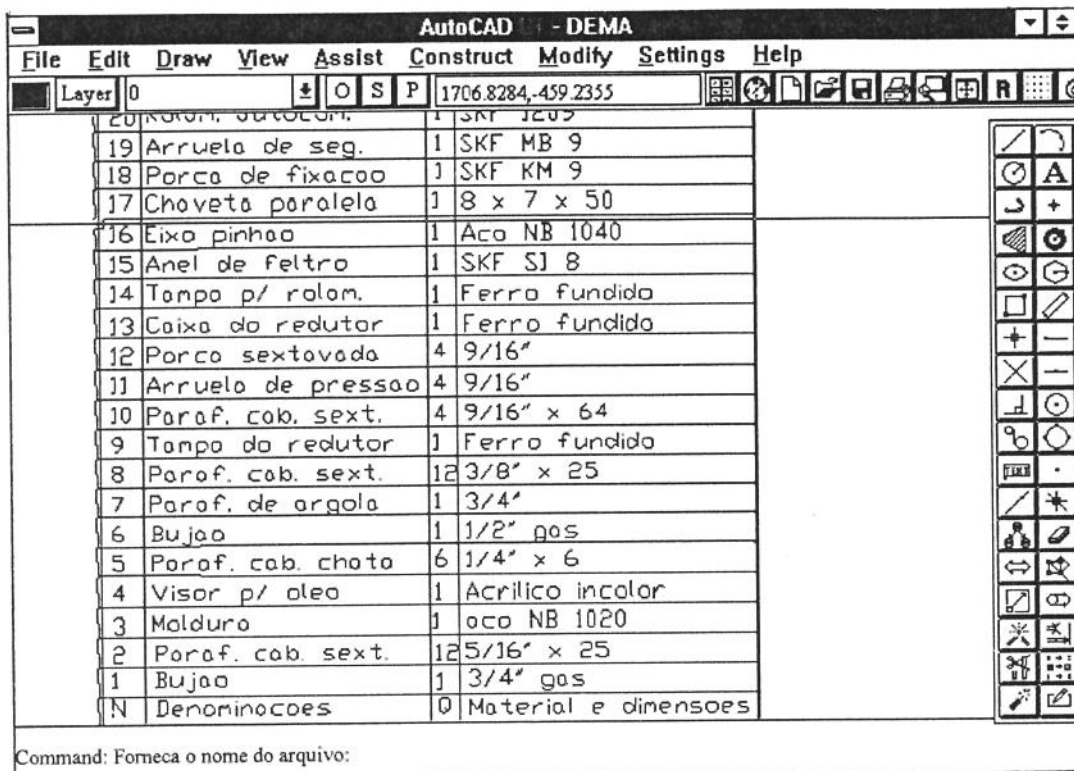 AutoCAD - DEMA
File Edit Draw View Assist Construct Modify Settings Help
Layer 0 O S P 1706.8284,-459.2355 R
20 Rolam. autocom. 1 SKF 1209
19 Arruela de seg. 1 SKF MB 9
18 Porca de fixacao 1 SKF KM 9
17 Chaveta paralela 1 8 x 7 x 50
16 Eixo pinhao 1 Aco NB 1040
15 Anel de feltro 1 SKF SJ 8
14 Tampa p/ rolam. 1 Ferro fundido
13 Caixa do redutor 1 Ferro fundido
12 Porca sextavada 4 9/16"
11 Arruela de pressao 4 9/16"
10 Paraf. cab. sext. 4 9/16" x 64
9 Tampa do redutor 1 Ferro fundido
8 Paraf. cab. sext. 12 3/8" x 25
7 Paraf. de argola 1 3/4"
6 Bujao 1 1/2" gas
5 Paraf. cab. chata 6 1/4" x 6
4 Visor p/ oleo 1 Acrilico incolor
3 Moldura 1 aco NB 1020
2 Paraf. cab. sext. 12 5/16" x 25
1 Bujao 1 3/4" gas
N Denominacoes Q Material e dimensoes
A
TEXT
Command: Forneca o nome do arquivo: